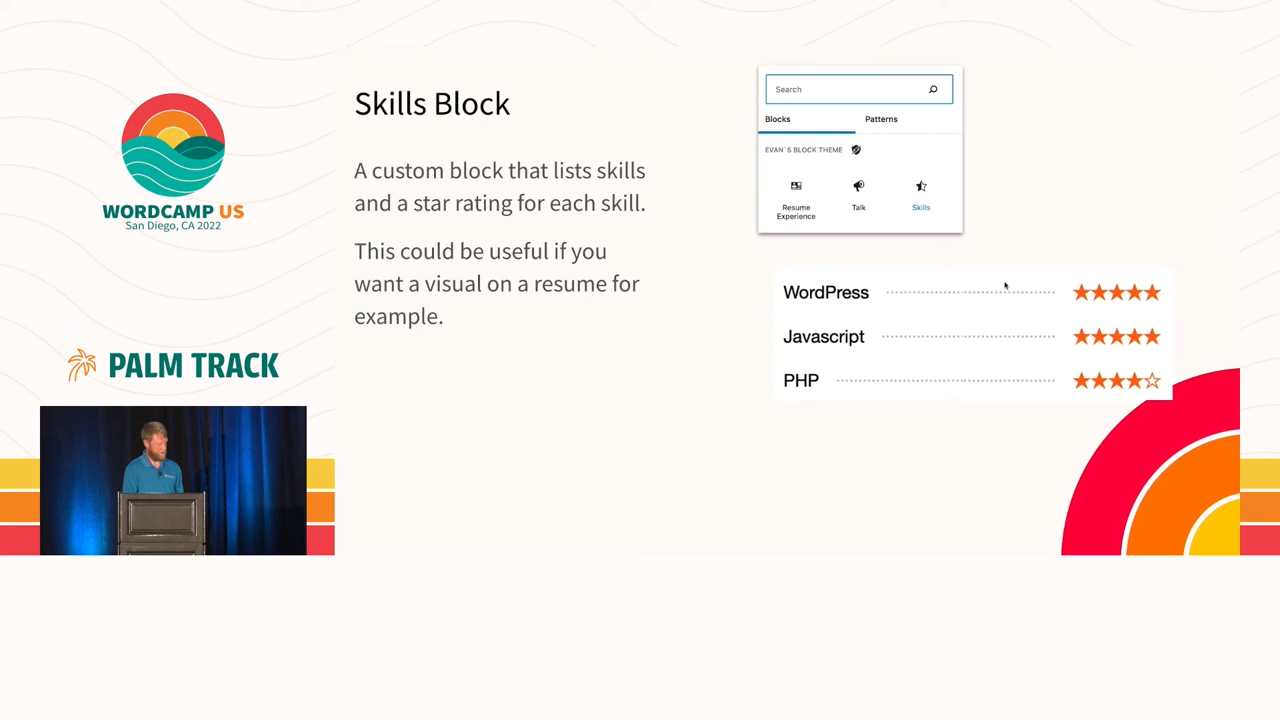 WORDCAMP US
San Diego, CA 2022
PALM TRACK
Skills Block
A custom block that lists skills
and a star rating for each skill.
This could be useful if you
want a visual on a resume for
example.
Search
Blocks Patterns
EVAN`S BLOCK THEME
Resume Experience
Talk
Skills
WordPress
Javascript
PHP